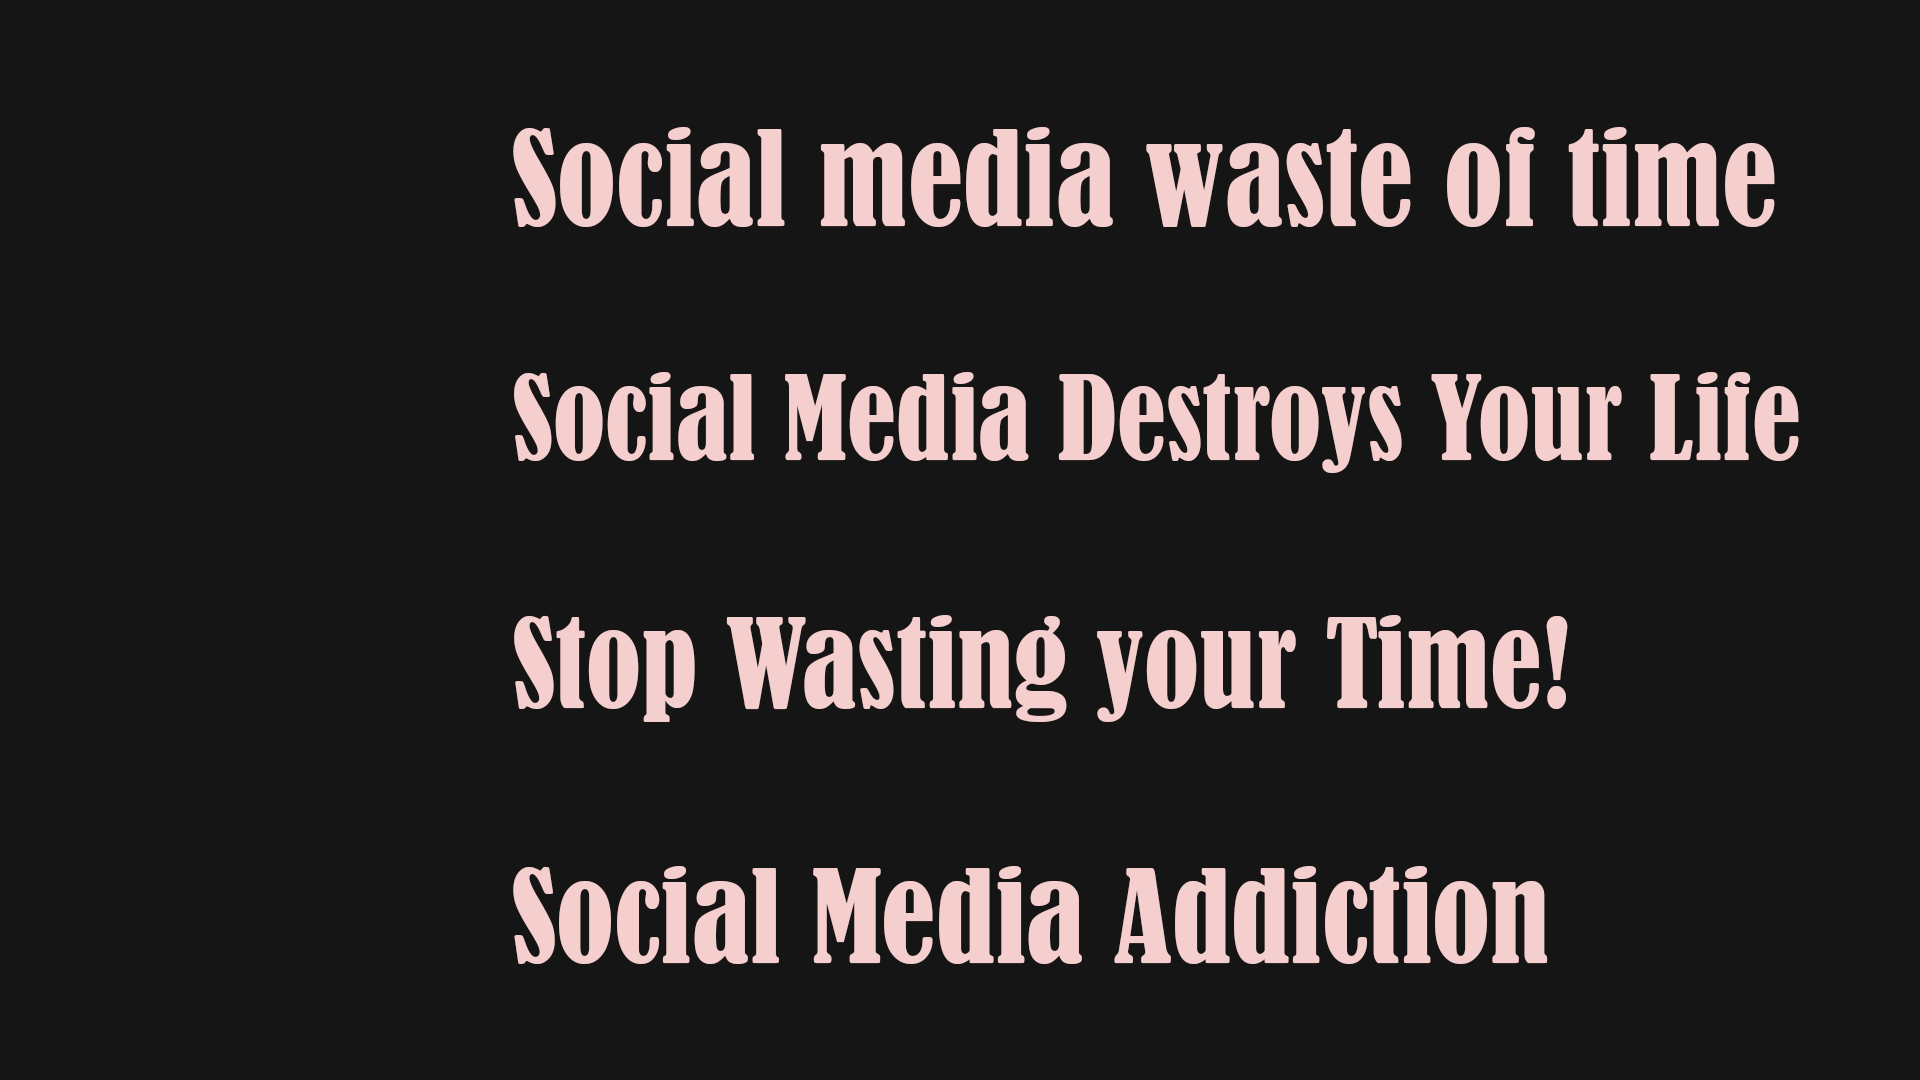 Social media waste of time
Social Media Destroys Your Life
Stop Wasting your Time!
Social Media Addiction